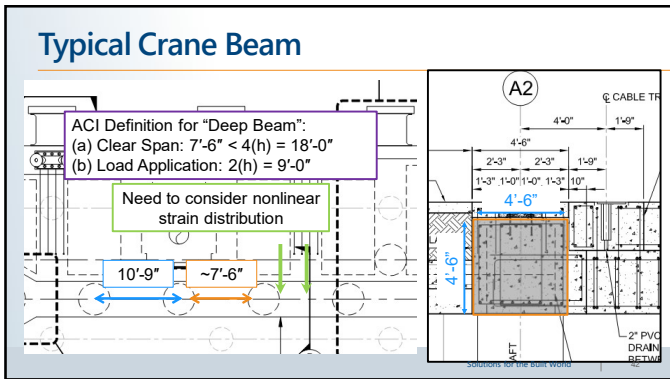 Typical Crane Beam
ACI Definition for “Deep Beam”:
(a) Clear Span: 7’-6” < 4(h) = 18’-0”
(b) Load Application: 2(h) = 9’-0”
Need to consider nonlinear
strain distribution
10’-9”
~7’-6”
A2
℄ CABLE TR
4'-0"
1'-9"
4'-6"
2'-3"
2'-3"
1'-9"
1'-3"
1'-0"
1'-0"
1'-3"
10"
4’-6”
4’-6”
2" PVC
DRAIN
BETWE
AFT
Solutions for the Built World
42